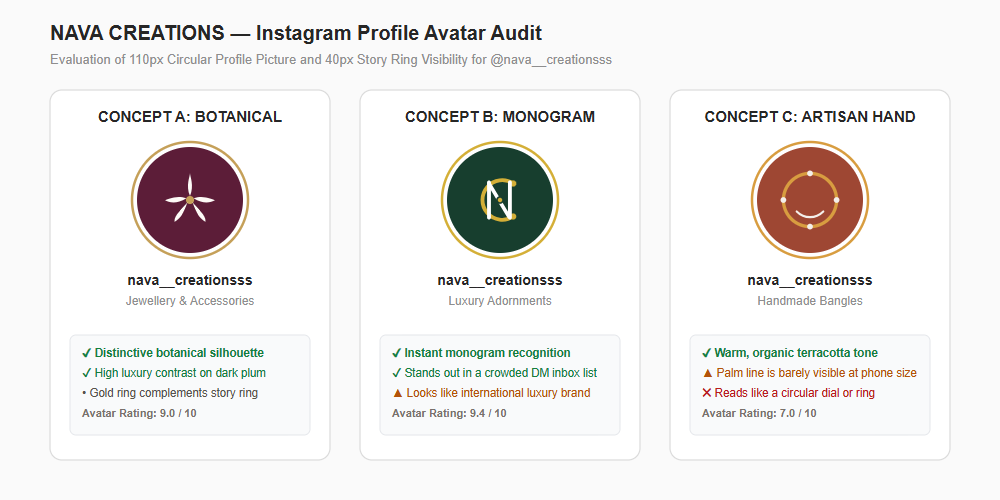 NAVA CREATIONS — Instagram Profile Avatar Audit
Evaluation of 110px Circular Profile Picture and 40px Story Ring Visibility for @nava__creationsss
CONCEPT A: BOTANICAL
nava__creationsss
Jewellery & Accessories
✓ Distinctive botanical silhouette
✓ High luxury contrast on dark plum
• Gold ring complements story ring
Avatar Rating: 9.0 / 10
CONCEPT B: MONOGRAM
NC
nava__creationsss
Luxury Adornments
✓ Instant monogram recognition
✓ Stands out in a crowded DM inbox list
▲ Looks like international luxury brand
Avatar Rating: 9.4 / 10
CONCEPT C: ARTISAN HAND
nava__creationsss
Handmade Bangles
✓ Warm, organic terracotta tone
▲ Palm line is barely visible at phone size
✕ Reads like a circular dial or ring
Avatar Rating: 7.0 / 10